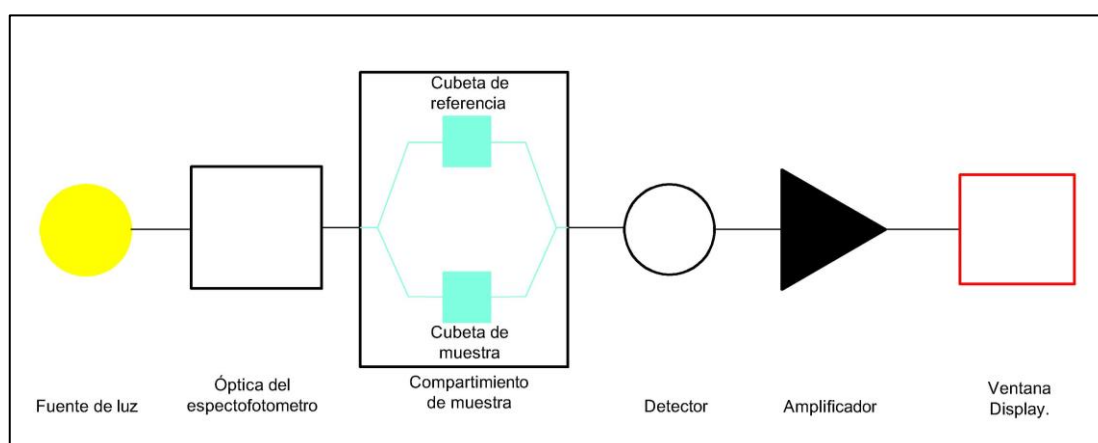 Cubeta de
referencia
Cubeta de
muestra
Fuente de luz
Óptica del
espectofotometro
Compartimiento
de muestra
Detector
Amplificador
Ventana
Display.